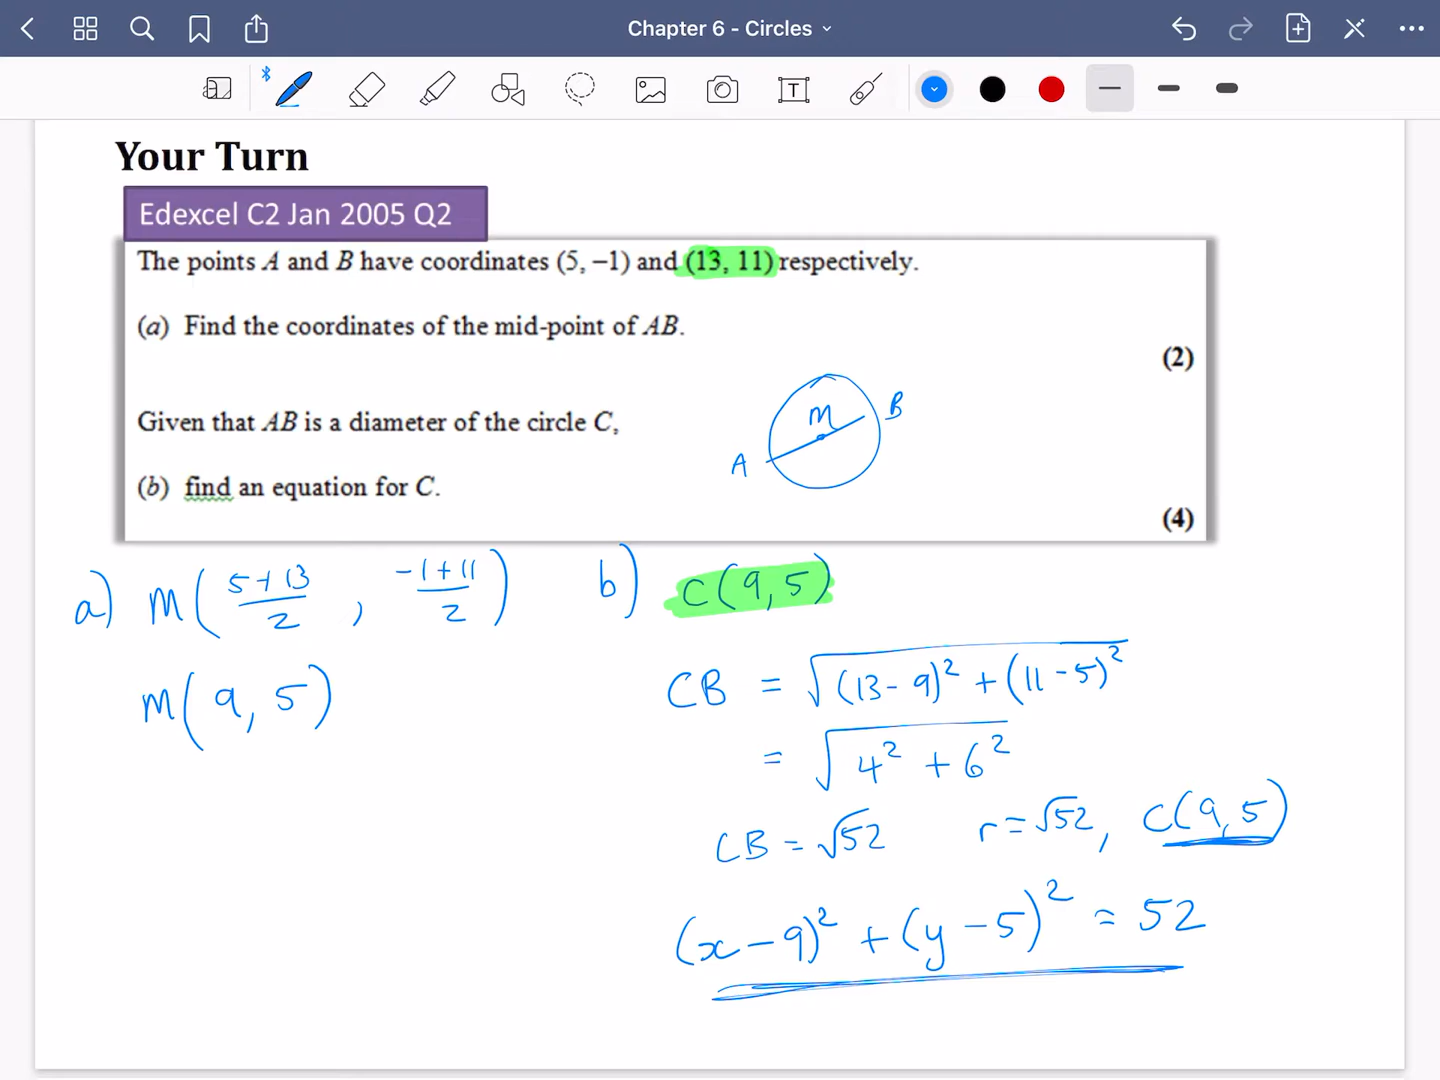 Chapter 6 - Circles
Your Turn
Edexcel C2 Jan 2005 Q2
The points A and B have coordinates (5, −1) and (13, 11) respectively.
(a) Find the coordinates of the mid-point of AB.
(2)
Given that AB is a diameter of the circle C,
(b) find an equation for C.
(4)
A M B
a) M(5+13/2, -1+11/2)
M(9, 5)
b) C(9, 5)
CB = √((13-9)² + (11-5)²)
= √(4² + 6²)
CB = √52 r = √52, C(9, 5)
(x-9)² + (y-5)² = 52